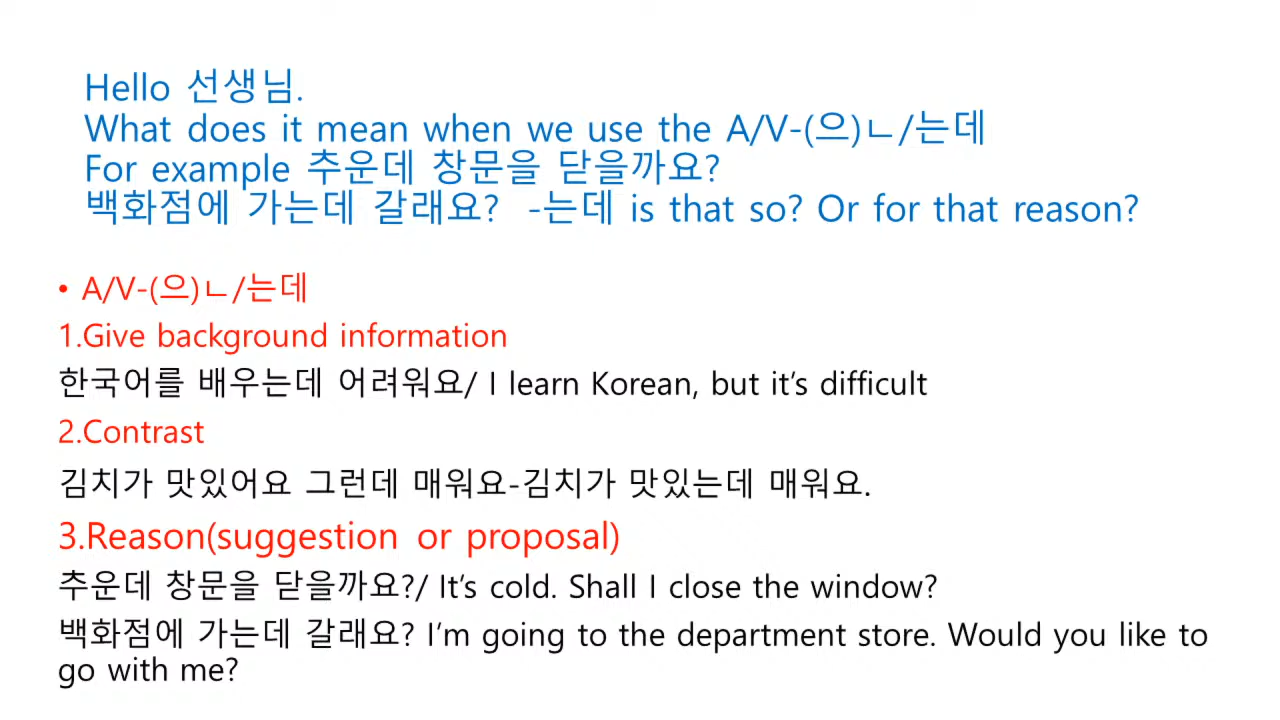 Hello 선생님.
What does it mean when we use the A/V-(으)ㄴ/는데
For example 추운데 창문을 닫을까요?
백화점에 가는데 갈래요?  -는데 is that so? Or for that reason?
• A/V-(으)ㄴ/는데
1.Give background information
한국어를 배우는데 어려워요/ I learn Korean, but it’s difficult
2.Contrast
김치가 맛있어요 그런데 매워요-김치가 맛있는데 매워요.
3.Reason(suggestion or proposal)
추운데 창문을 닫을까요?/ It’s cold. Shall I close the window?
백화점에 가는데 갈래요? I’m going to the department store. Would you like to
go with me?